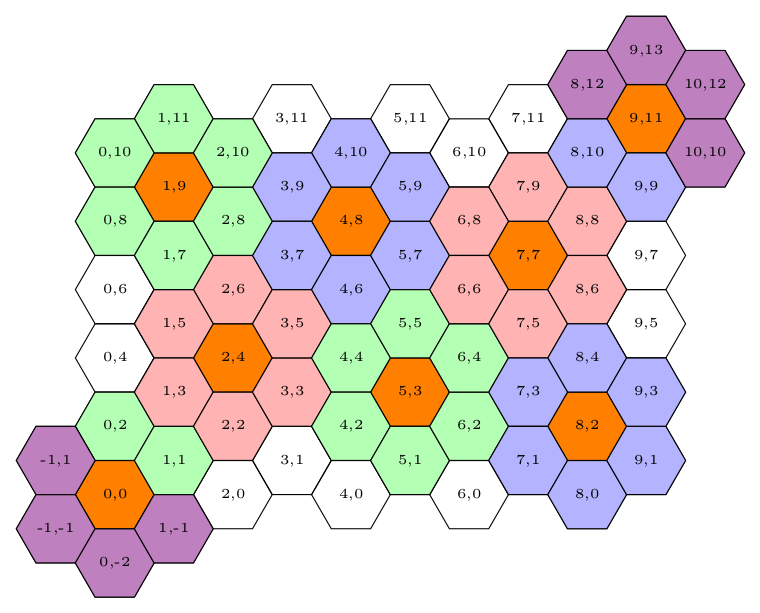 9,13
8,12 10,12
9,11
1,11 3,11 5,11 7,11
0,10 2,10 4,10 6,10 8,10 10,10
1,9 3,9 5,9 7,9 9,9
0,8 2,8 4,8 6,8 8,8
1,7 3,7 5,7 7,7 9,7
0,6 2,6 4,6 6,6 8,6
1,5 3,5 5,5 7,5 9,5
0,4 2,4 4,4 6,4 8,4
1,3 3,3 5,3 7,3 9,3
0,2 2,2 4,2 6,2 8,2
-1,1 1,1 3,1 5,1 7,1 9,1
0,0 2,0 4,0 6,0 8,0
-1,-1 1,-1
0,-2